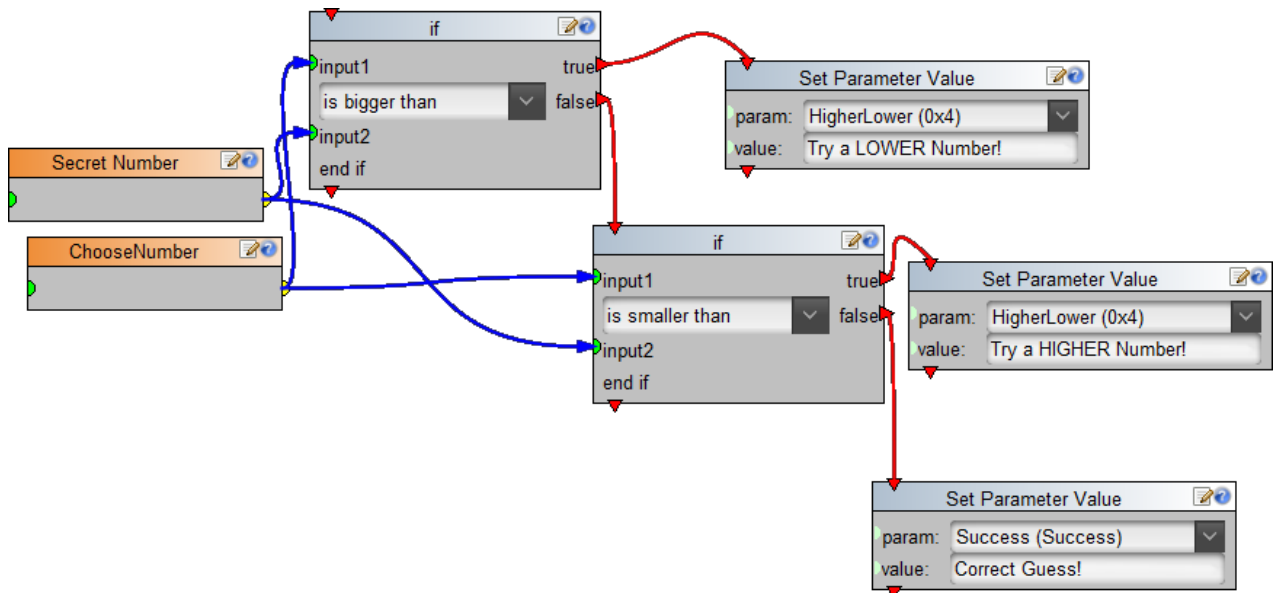 if
input1 true
is bigger than false
input2
end if
Set Parameter Value
param: HigherLower (0x4)
value: Try a LOWER Number!
Secret Number
ChooseNumber
if
input1 true
is smaller than false
input2
end if
Set Parameter Value
param: HigherLower (0x4)
value: Try a HIGHER Number!
Set Parameter Value
param: Success (Success)
value: Correct Guess!